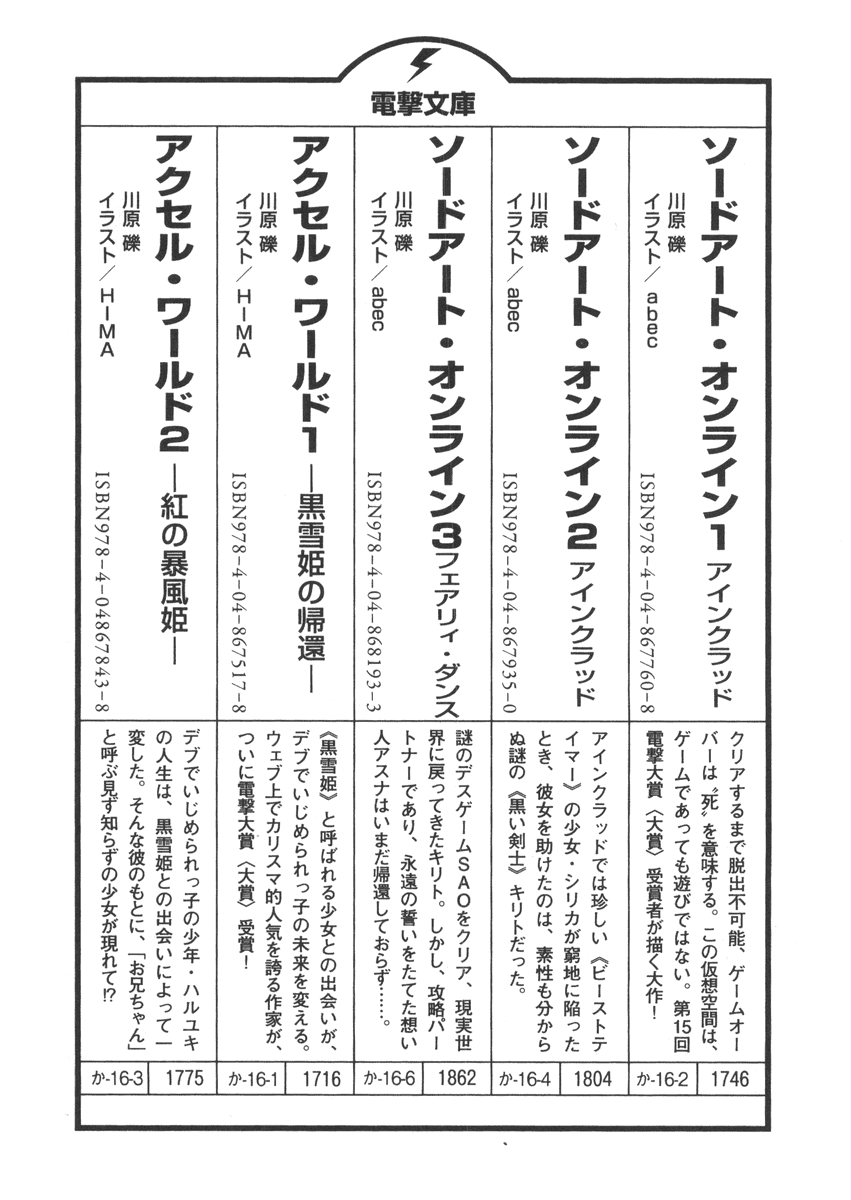 電撃文庫
ソードアート・オンライン1 アインクラッド
川原 礫
イラスト／abec
ISBN978-4-04-867760-8
クリアするまで脱出不可能、ゲームオー
バーは〝死〟を意味する。この仮想空間は、
ゲームであっても遊びではない。第15回
電撃大賞〈大賞〉受賞者が描く大作！
か-16-2
1746
ソードアート・オンライン2 アインクラッド
川原 礫
イラスト／abec
ISBN978-4-04-867935-0
アインクラッドでは珍しい《ビーストテ
イマー》の少女・シリカが窮地に陥った
とき、彼女を助けたのは、素性も分から
ぬ謎の《黒い剣士》キリトだった。
か-16-4
1804
ソードアート・オンライン3 フェアリィ・ダンス
川原 礫
イラスト／abec
ISBN978-4-04-868193-3
謎のデスゲームSAOをクリア、現実世
界に戻ってきたキリト。しかし、攻略パー
トナーであり、永遠の誓いをたてた想い
人アスナはいまだ帰還しておらず……。
か-16-6
1862
アクセル・ワールド1 ―黒雪姫の帰還―
川原 礫
イラスト／HIMA
ISBN978-4-04-867517-8
《黒雪姫》と呼ばれる少女との出会いが、
デブでいじめられっ子の未来を変える。
ウェブ上でカリスマ的人気を誇る作家が、
ついに電撃大賞〈大賞〉受賞！
か-16-1
1716
アクセル・ワールド2 ―紅の暴風姫―
川原 礫
イラスト／HIMA
ISBN978-4-04867843-8
デブでいじめられっ子の少年・ハルユキ
の人生は、黒雪姫との出会いによって一
変した。そんな彼のもとに、「お兄ちゃん」
と呼ぶ見ず知らずの少女が現れて!?
か-16-3
1775